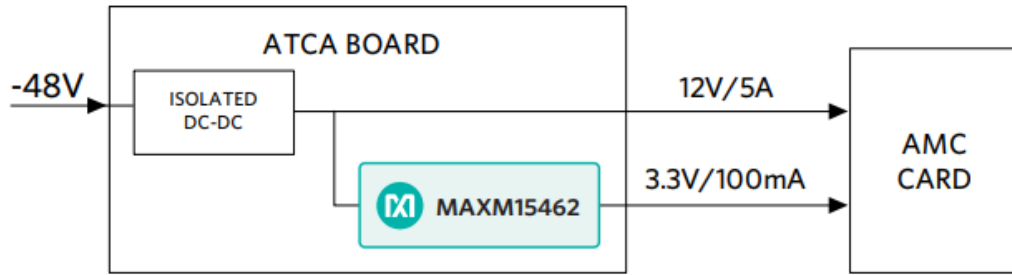 ATCA BOARD
-48V
ISOLATED
DC-DC
12V/5A
MAXM15462
3.3V/100mA
AMC
CARD